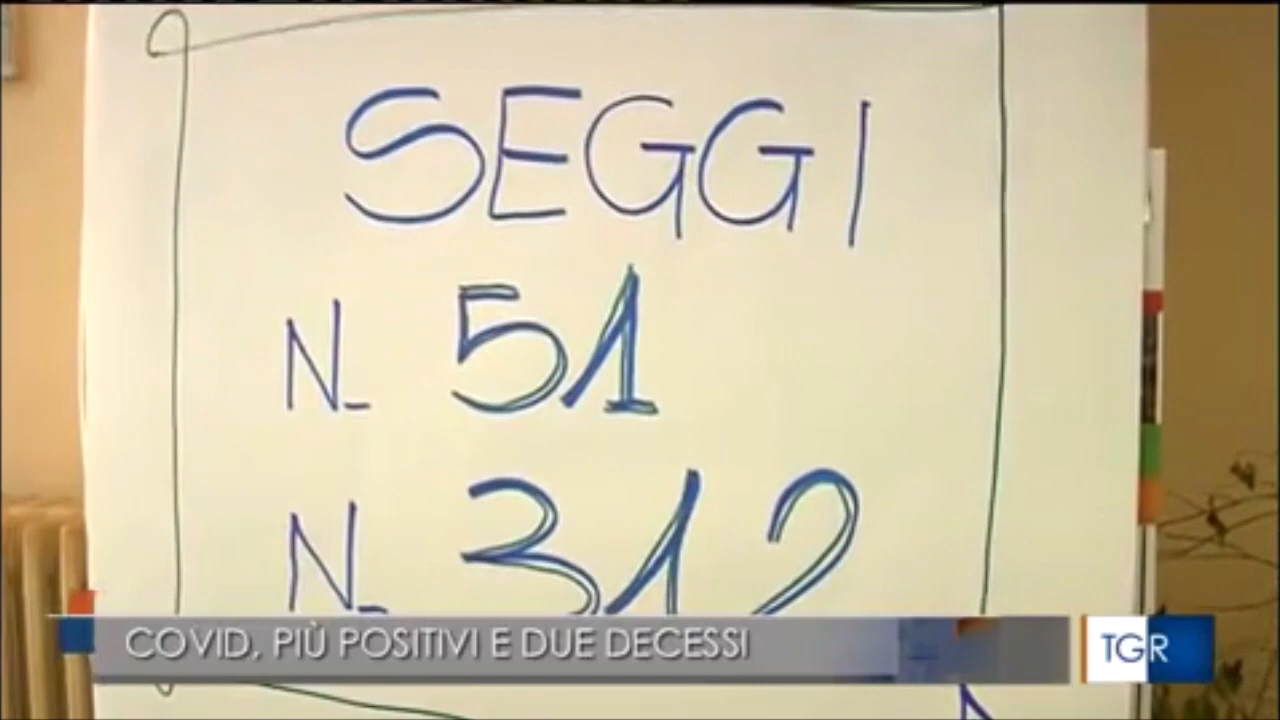 SEGGI
N. 51
N. 312
COVID, PIÙ POSITIVI E DUE DECESSI
TGR